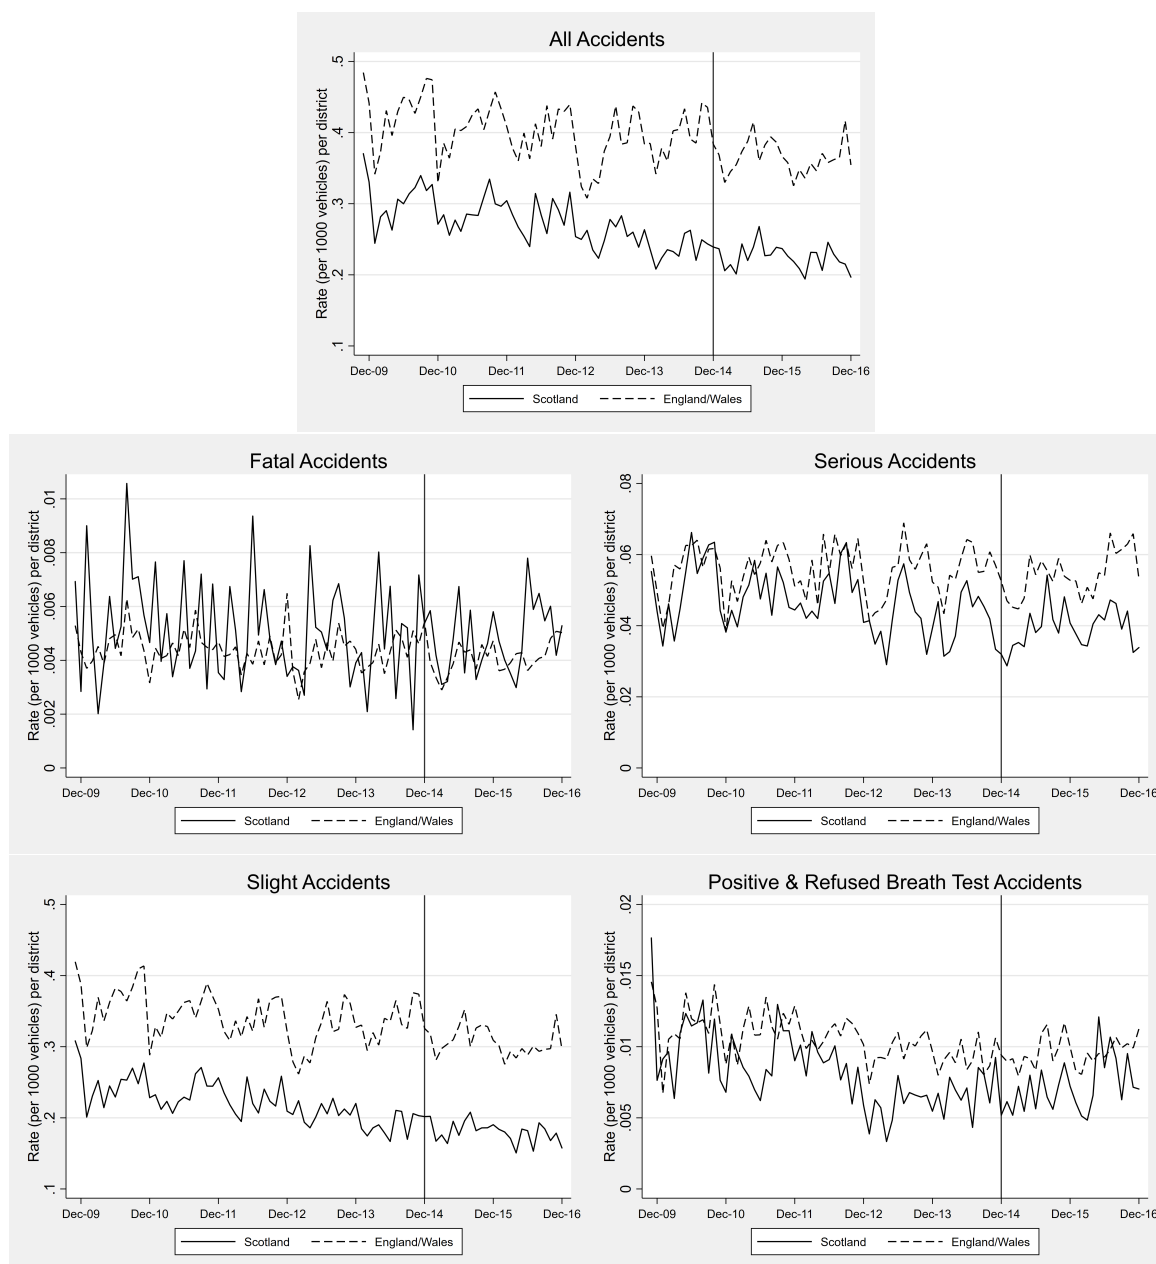 All Accidents
Rate (per 1000 vehicles) per district
.5
.4
.3
.2
.1
Dec-09 Dec-10 Dec-11 Dec-12 Dec-13 Dec-14 Dec-15 Dec-16
Scotland England/Wales
Fatal Accidents
Rate (per 1000 vehicles) per district
.01
.008
.006
.004
.002
0
Dec-09 Dec-10 Dec-11 Dec-12 Dec-13 Dec-14 Dec-15 Dec-16
Scotland England/Wales
Serious Accidents
Rate (per 1000 vehicles) per district
.08
.06
.04
.02
0
Dec-09 Dec-10 Dec-11 Dec-12 Dec-13 Dec-14 Dec-15 Dec-16
Scotland England/Wales
Slight Accidents
Rate (per 1000 vehicles) per district
.5
.4
.3
.2
.1
Dec-09 Dec-10 Dec-11 Dec-12 Dec-13 Dec-14 Dec-15 Dec-16
Scotland England/Wales
Positive & Refused Breath Test Accidents
Rate (per 1000 vehicles) per district
.02
.015
.01
.005
0
Dec-09 Dec-10 Dec-11 Dec-12 Dec-13 Dec-14 Dec-15 Dec-16
Scotland England/Wales